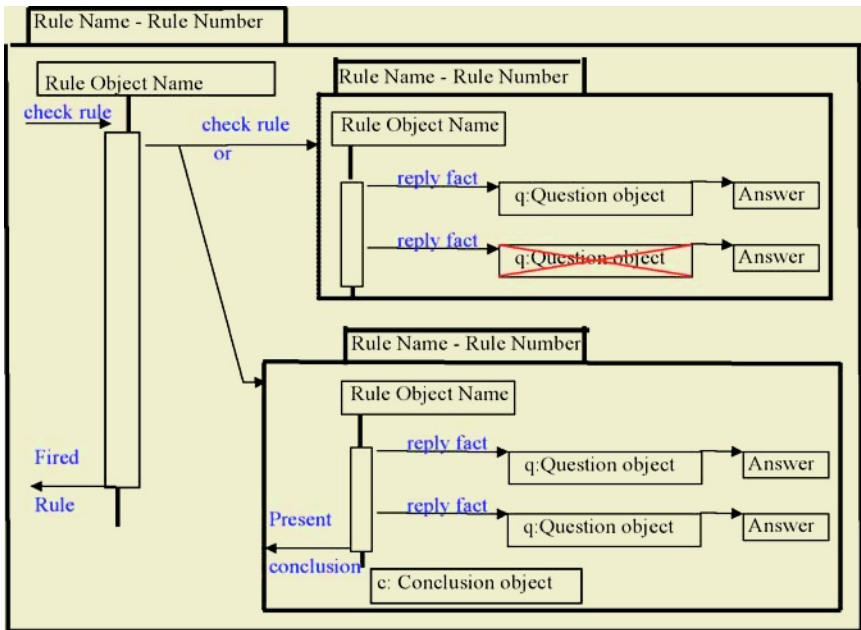 Rule Name - Rule Number
Rule Object Name
check rule
check rule
or
Rule Name - Rule Number
Rule Object Name
reply fact
q:Question object
Answer
reply fact
q:Question object
Answer
Rule Name - Rule Number
Rule Object Name
reply fact
q:Question object
Answer
reply fact
q:Question object
Answer
Present
conclusion
c: Conclusion object
Fired
Rule